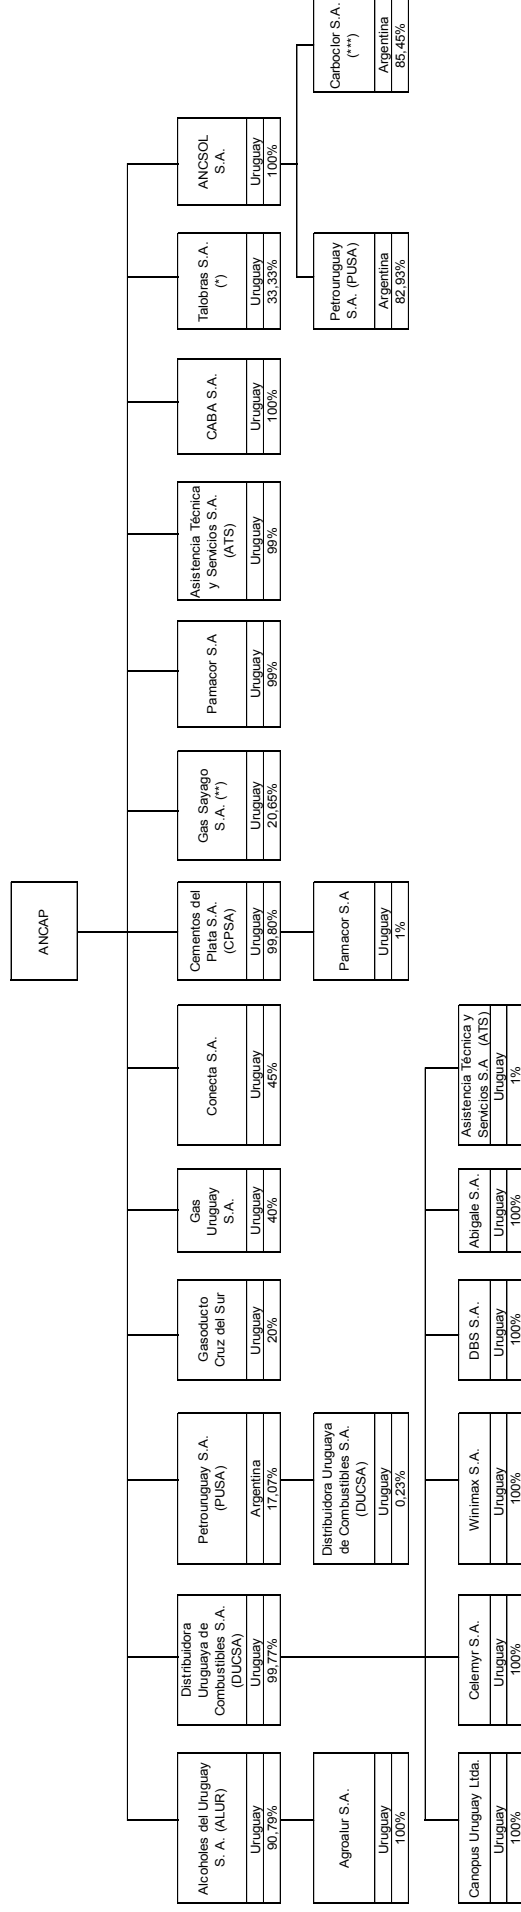 ANCAP
Alcoholes del Uruguay
S. A. (ALUR)
Uruguay
90,79%
Distribuidora
Uruguaya de
Combustibles S.A.
(DUCSA)
Uruguay
99,77%
Petrouruguay S.A.
(PUSA)
Argentina
17,07%
Gasoducto
Cruz del Sur
Uruguay
20%
Gas
Uruguay
S.A.
Uruguay
40%
Conecta S.A.
Uruguay
45%
Cementos del
Plata S.A.
(CPSA)
Uruguay
99,80%
Gas Sayago
S.A. (**)
Uruguay
20,65%
Pamacor S.A
Uruguay
99%
Asistencia Técnica
y Servicios S.A.
(ATS)
Uruguay
99%
CABA S.A.
Uruguay
100%
Talobras S.A.
(*)
Uruguay
33,33%
ANCSOL
S.A.
Uruguay
100%
Agroalur S.A.
Uruguay
100%
Distribuidora Uruguaya
de Combustibles S.A.
(DUCSA)
Uruguay
0,23%
Pamacor S.A
Uruguay
1%
Petrouruguay
S.A. (PUSA)
Argentina
82,93%
Carboclor S.A.
(***)
Argentina
85,45%
Canopus Uruguay Ltda.
Uruguay
100%
Celemyr S.A.
Uruguay
100%
Winimax S.A.
Uruguay
100%
DBS S.A.
Uruguay
100%
Abigale S.A.
Uruguay
100%
Asistencia Técnica y
Servicios S.A (ATS)
Uruguay
1%